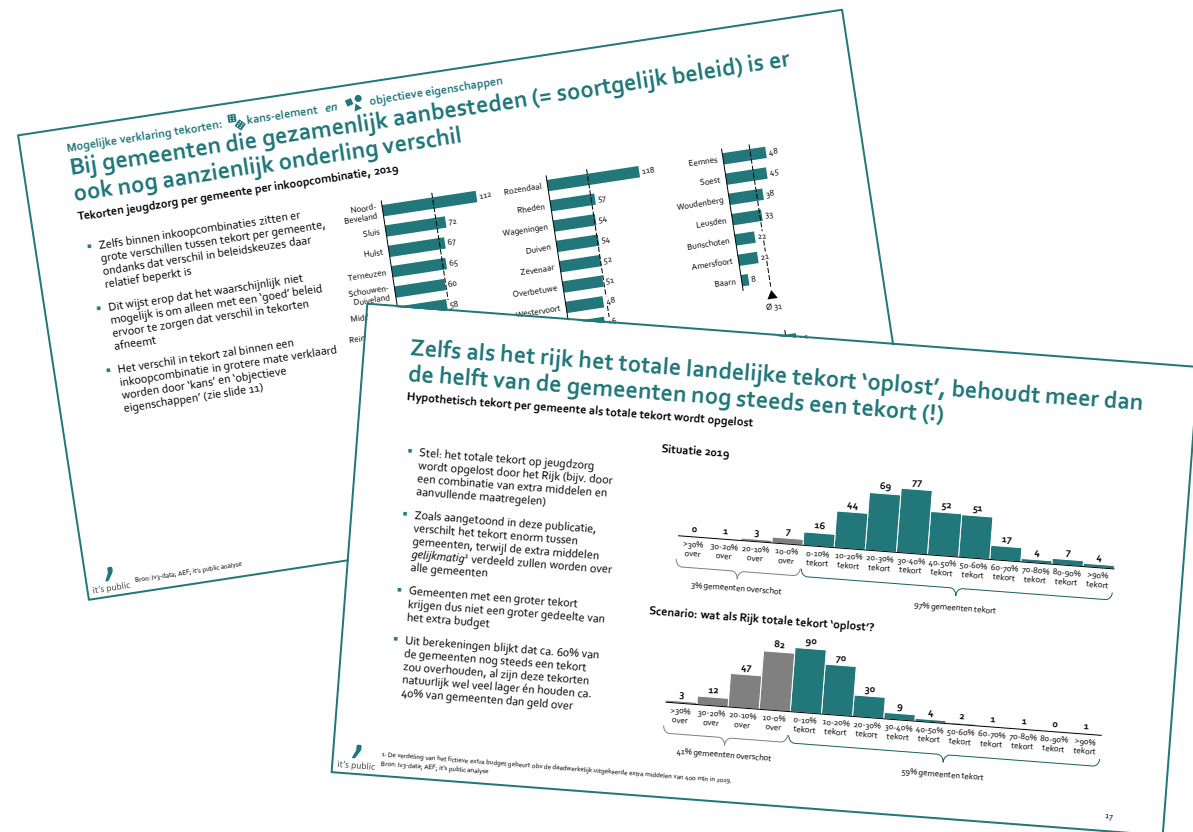 Mogelijke verklaring tekorten: kans-element en objectieve eigenschappen
Bij gemeenten die gezamenlijk aanbesteden (= soortgelijk beleid) is er
ook nog aanzienlijk onderling verschil
Tekorten jeugdzorg per gemeente per inkoopcombinatie, 2019
▪ Zelfs binnen inkoopcombinaties zitten er
grote verschillen tussen tekort per gemeente,
ondanks dat verschil in beleidskeuzes daar
relatief beperkt is
▪ Dit wijst erop dat het waarschijnlijk niet
mogelijk is om alleen met een ‘goed’ beleid
ervoor te zorgen dat verschil in tekorten
afneemt
▪ Het verschil in tekort zal binnen een
inkoopcombinatie in grotere mate verklaard
worden door ‘kans’ en ‘objectieve
eigenschappen’ (zie slide 11)
Noord-
Beveland 112
Sluis 72
Hulst 67
Terneuzen 65
Schouwen-
Duiveland 60
58
Rozendaal 118
Rheden 57
Wageningen 54
Duiven 54
Zevenaar 52
Overbetuwe 51
Westervoort 48
Eemnes 48
Soest 45
Woudenberg 38
Leusden 33
Bunschoten 22
Amersfoort 21
Baarn 8
Ø 31
it's public
Bron: Iv3-data; AEF; it's public analyse
Zelfs als het rijk het totale landelijke tekort ‘oplost’, behoudt meer dan
de helft van de gemeenten nog steeds een tekort (!)
Hypothetisch tekort per gemeente als totale tekort wordt opgelost
▪ Stel: het totale tekort op jeugdzorg
wordt opgelost door het Rijk (bijv. door
een combinatie van extra middelen en
aanvullende maatregelen)
▪ Zoals aangetoond in deze publicatie,
verschilt het tekort enorm tussen
gemeenten, terwijl de extra middelen
gelijkmatig¹ verdeeld zullen worden over
alle gemeenten
▪ Gemeenten met een groter tekort
krijgen dus niet een groter gedeelte van
het extra budget
▪ Uit berekeningen blijkt dat ca. 60% van
de gemeenten nog steeds een tekort
zou overhouden, al zijn deze tekorten
natuurlijk wel veel lager én houden ca.
40% van gemeenten dan geld over
Situatie 2019
0 1 3 7 16 44 69 77 52 51 17 4 7 4
>30% 30-20% 20-10% 10-0% 0-10% 10-20% 20-30% 30-40% 40-50% 50-60% 60-70% 70-80% 80-90% >90%
over over over over tekort tekort tekort tekort tekort tekort tekort tekort tekort tekort
3% gemeenten overschot
97% gemeenten tekort
Scenario: wat als Rijk totale tekort ‘oplost’?
3 12 47 82 90 70 30 9 4 2 1 1 0 1
>30% 30-20% 20-10% 10-0% 0-10% 10-20% 20-30% 30-40% 40-50% 50-60% 60-70% 70-80% 80-90% >90%
over over over over tekort tekort tekort tekort tekort tekort tekort tekort tekort tekort
41% gemeenten overschot
59% gemeenten tekort
it's public
1. De verdeling van het fictieve extra budget gebeurt obv de daadwerkelijk uitgekeerde extra middelen van 400 mln in 2019.
Bron: Iv3-data; AEF; it's public analyse
17